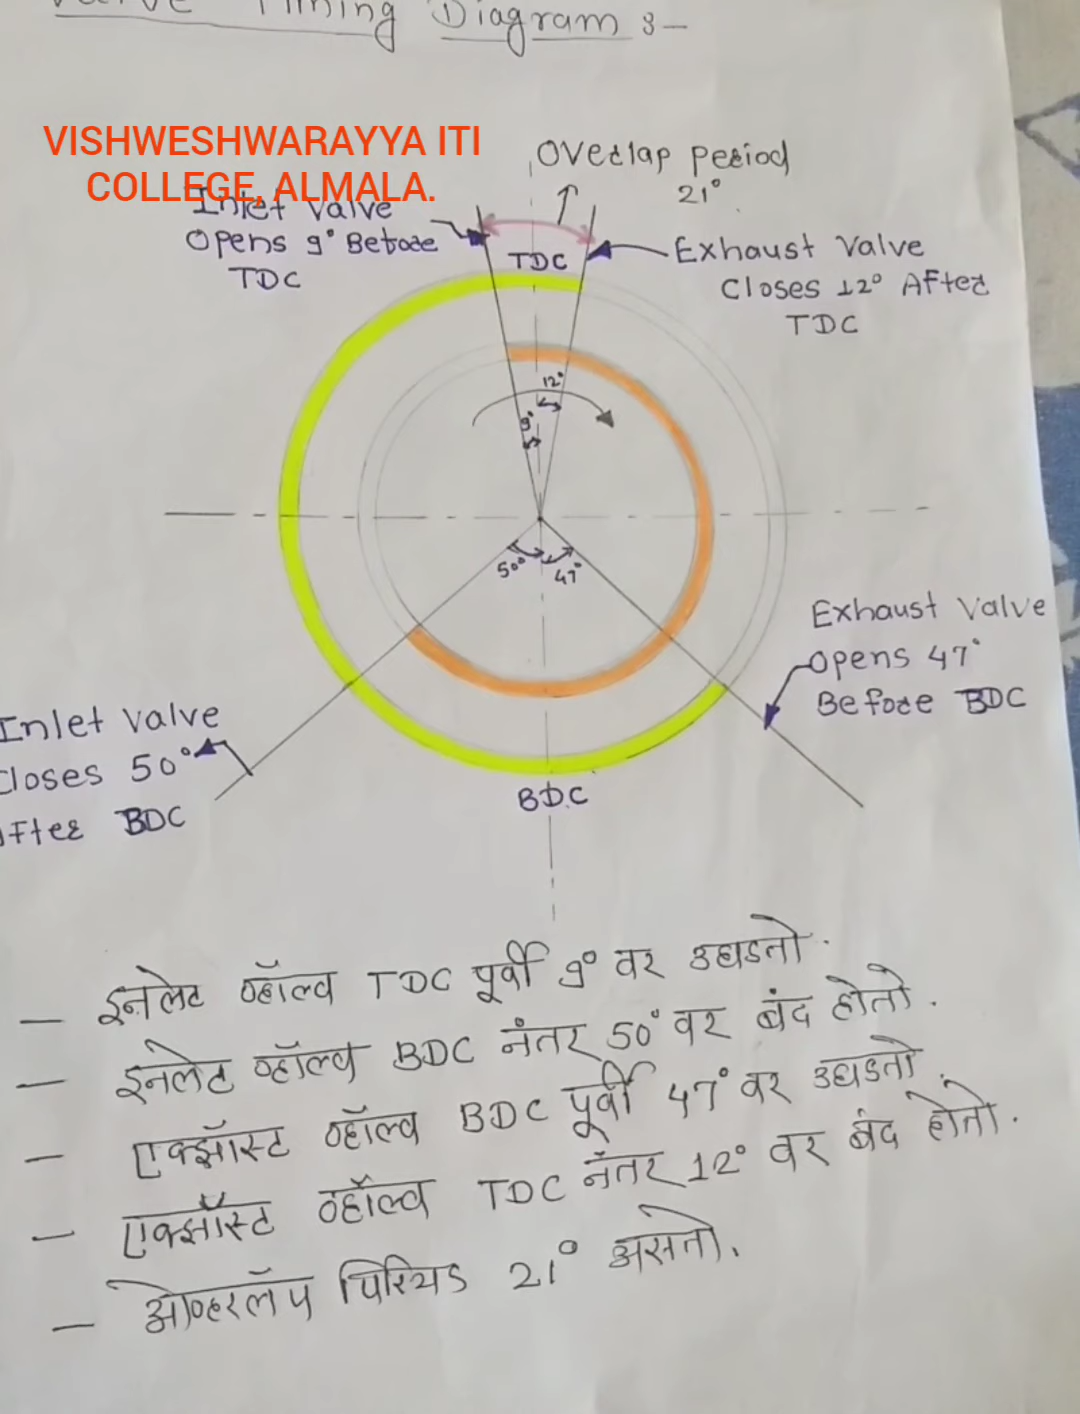 Valve Timing Diagram :-
VISHWESHWARAYYA ITI
COLLEGE, ALMALA.
Overlap Period
21°
Inlet Valve
Opens 9° Before
TDC
TDC
Exhaust Valve
Closes 12° After
TDC
12°
9°
50°
47°
Exhaust Valve
Opens 47°
Before BDC
Inlet Valve
Closes 50°
After BDC
BDC
— इनलेट व्हॉल्व TDC पूर्वी 9° वर उघडतो.
— इनलेट व्हॉल्व BDC नंतर 50° वर बंद होतो.
— एक्झॉस्ट व्हॉल्व BDC पूर्वी 47° वर उघडतो.
— एक्झॉस्ट व्हॉल्व TDC नंतर 12° वर बंद होतो.
— ओव्हरलॅप पिरियड 21° असतो.